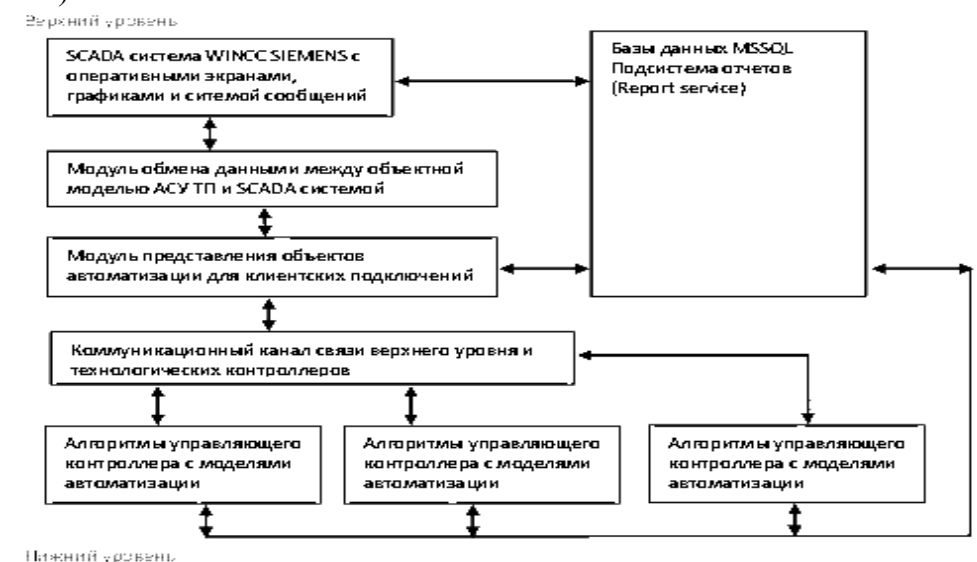 Верхний уровень
SCADA система WINCC SIEMENS с
оперативными экранами,
графиками и ситемой сообщений
Базы данных MSSQL
Подсистема отчетов
(Report service)
Модуль обмена данными между объектной
моделью АСУ ТП и SCADA системой
Модуль представления объектов
автоматизации для клиентских подключений
Коммуникационный канал связи верхнего уровня и
технологических контроллеров
Алгоритмы управляющего
контроллера с моделями
автоматизации
Алгоритмы управляющего
контроллера с моделями
автоматизации
Алгоритмы управляющего
контроллера с моделями
автоматизации
Нижний уровень